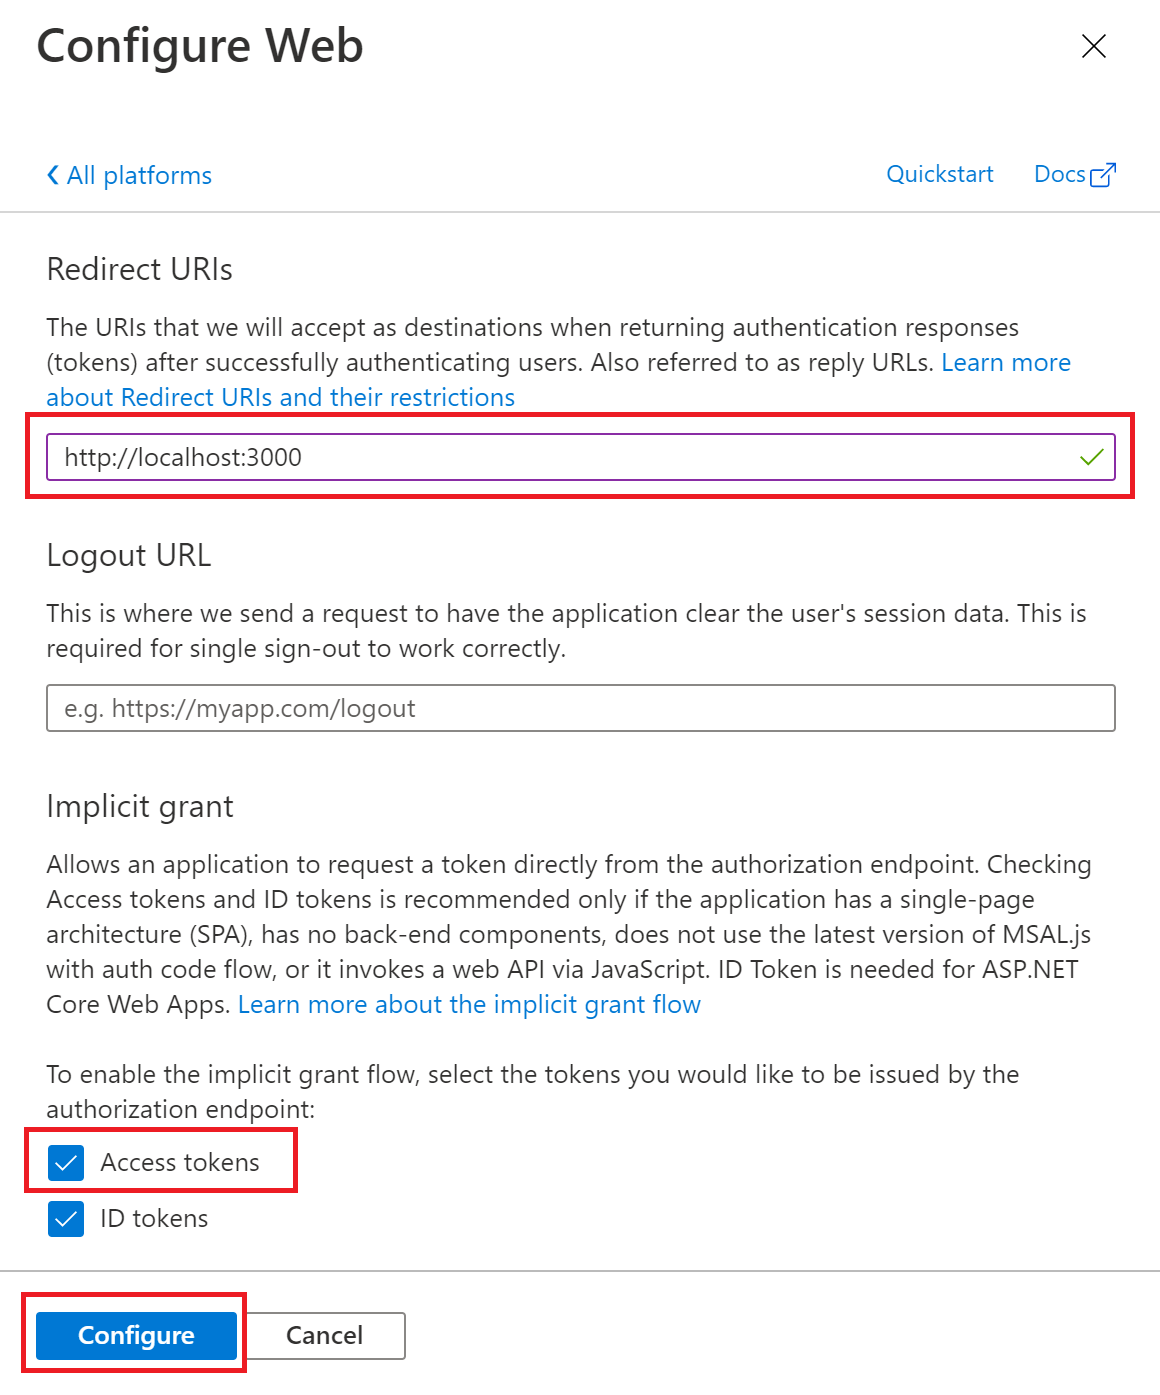 Configure Web
All platforms
Quickstart
Docs
Redirect URIs
The URIs that we will accept as destinations when returning authentication responses
(tokens) after successfully authenticating users. Also referred to as reply URLs. Learn more
about Redirect URIs and their restrictions
http://localhost:3000
Logout URL
This is where we send a request to have the application clear the user's session data. This is
required for single sign-out to work correctly.
e.g. https://myapp.com/logout
Implicit grant
Allows an application to request a token directly from the authorization endpoint. Checking
Access tokens and ID tokens is recommended only if the application has a single-page
architecture (SPA), has no back-end components, does not use the latest version of MSAL.js
with auth code flow, or it invokes a web API via JavaScript. ID Token is needed for ASP.NET
Core Web Apps. Learn more about the implicit grant flow
To enable the implicit grant flow, select the tokens you would like to be issued by the
authorization endpoint:
Access tokens
ID tokens
Configure
Cancel